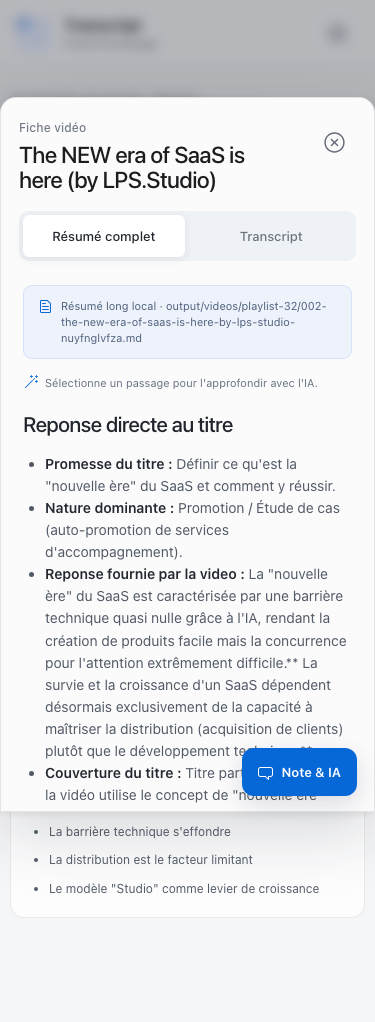 Transcript
Fiche vidéo
The NEW era of SaaS is
here (by LPS.Studio)
Résumé complet
Transcript
Résumé long local · output/videos/playlist-32/002-
the-new-era-of-saas-is-here-by-lps-studio-
nuyfnglvfza.md
Sélectionne un passage pour l'approfondir avec l'IA.
Reponse directe au titre
• Promesse du titre : Définir ce qu'est la
"nouvelle ère" du SaaS et comment y réussir.
• Nature dominante : Promotion / Étude de cas
(auto-promotion de services
d'accompagnement).
• Reponse fournie par la video : La "nouvelle
ère" du SaaS est caractérisée par une barrière
technique quasi nulle grâce à l'IA, rendant la
création de produits facile mais la concurrence
pour l'attention extrêmement difficile.** La
survie et la croissance d'un SaaS dépendent
désormais exclusivement de la capacité à
maîtriser la distribution (acquisition de clients)
plutôt que le développement
• Couverture du titre : Titre
la vidéo utilise le concept de "nouvelle ère"
Note & IA
• La barrière technique s'effondre
• La distribution est le facteur limitant
• Le modèle "Studio" comme levier de croissance